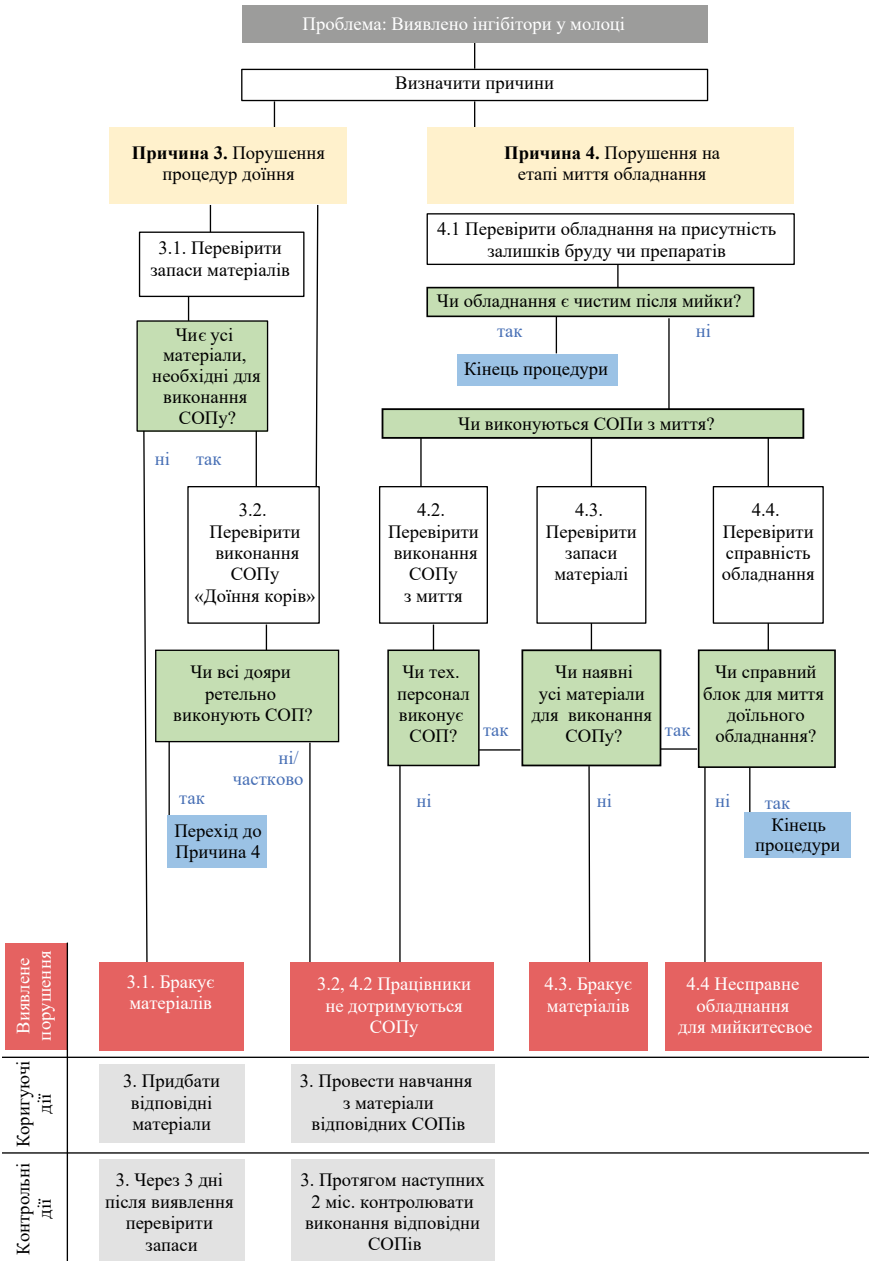 Проблема: Виявлено інгібітори у молоці
Визначити причини
Причина 3. Порушення
процедур доїння
Причина 4. Порушення на
етапі миття обладнання
3.1. Перевірити
запаси матеріалів
4.1 Перевірити обладнання на присутність
залишків бруду чи препаратів
Чи обладнання є чистим після мийки?
так
ні
Кінець процедури
Чиє усі
матеріали,
необхідні для
виконання
СОПу?
ні
так
Чи виконуються СОПи з миття?
3.2.
Перевірити
виконання
СОПу
«Доїння корів»
4.2.
Перевірити
виконання
СОПу
з миття
4.3.
Перевірити
запаси
матеріалі
4.4.
Перевірити
справність
обладнання
Чи всі дояри
ретельно
виконують СОП?
Чи тех.
персонал
виконує
СОП?
так
Чи наявні
усі матеріали
для виконання
СОПу?
так
Чи справний
блок для миття
доїльного
обладнання?
ні/
частково
так
Перехід до
Причина 4
ні
ні
ні
так
Кінець
процедури
Виявлене
порушення
3.1. Бракує
матеріалів
3.2, 4.2 Працівники
не дотримуються
СОПу
4.3. Бракує
матеріалів
4.4 Несправне
обладнання
для мийкитесвое
Коригуючі
дії
3. Придбати
відповідні
матеріали
3. Провести навчання
з матеріали
відповідних СОПів
Контрольні
дії
3. Через 3 дні
після виявлення
перевірити
запаси
3. Протягом наступних
2 міс. контролювати
виконання відповідни
СОПів